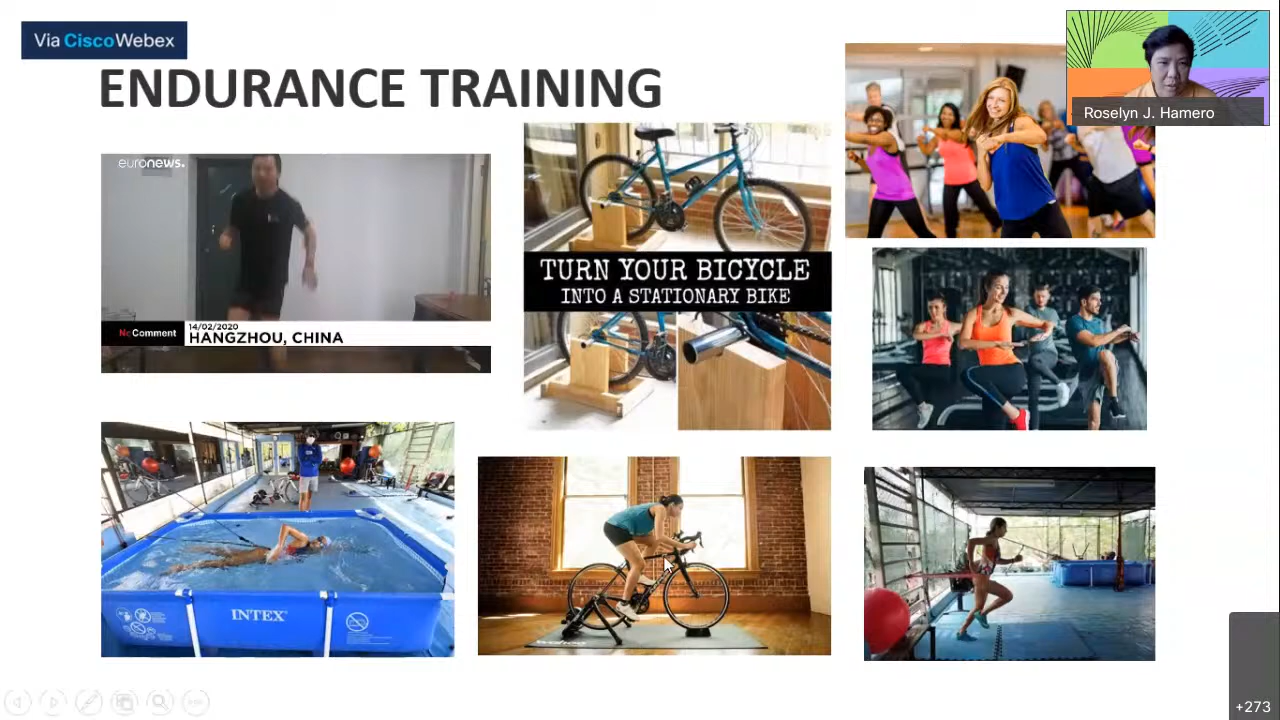 Via CiscoWebex
ENDURANCE TRAINING
Roselyn J. Hamero
euronews.
NoComment
14/02/2020
HANGZHOU, CHINA
TURN YOUR BICYCLE
INTO A STATIONARY BIKE
INTEX
+273